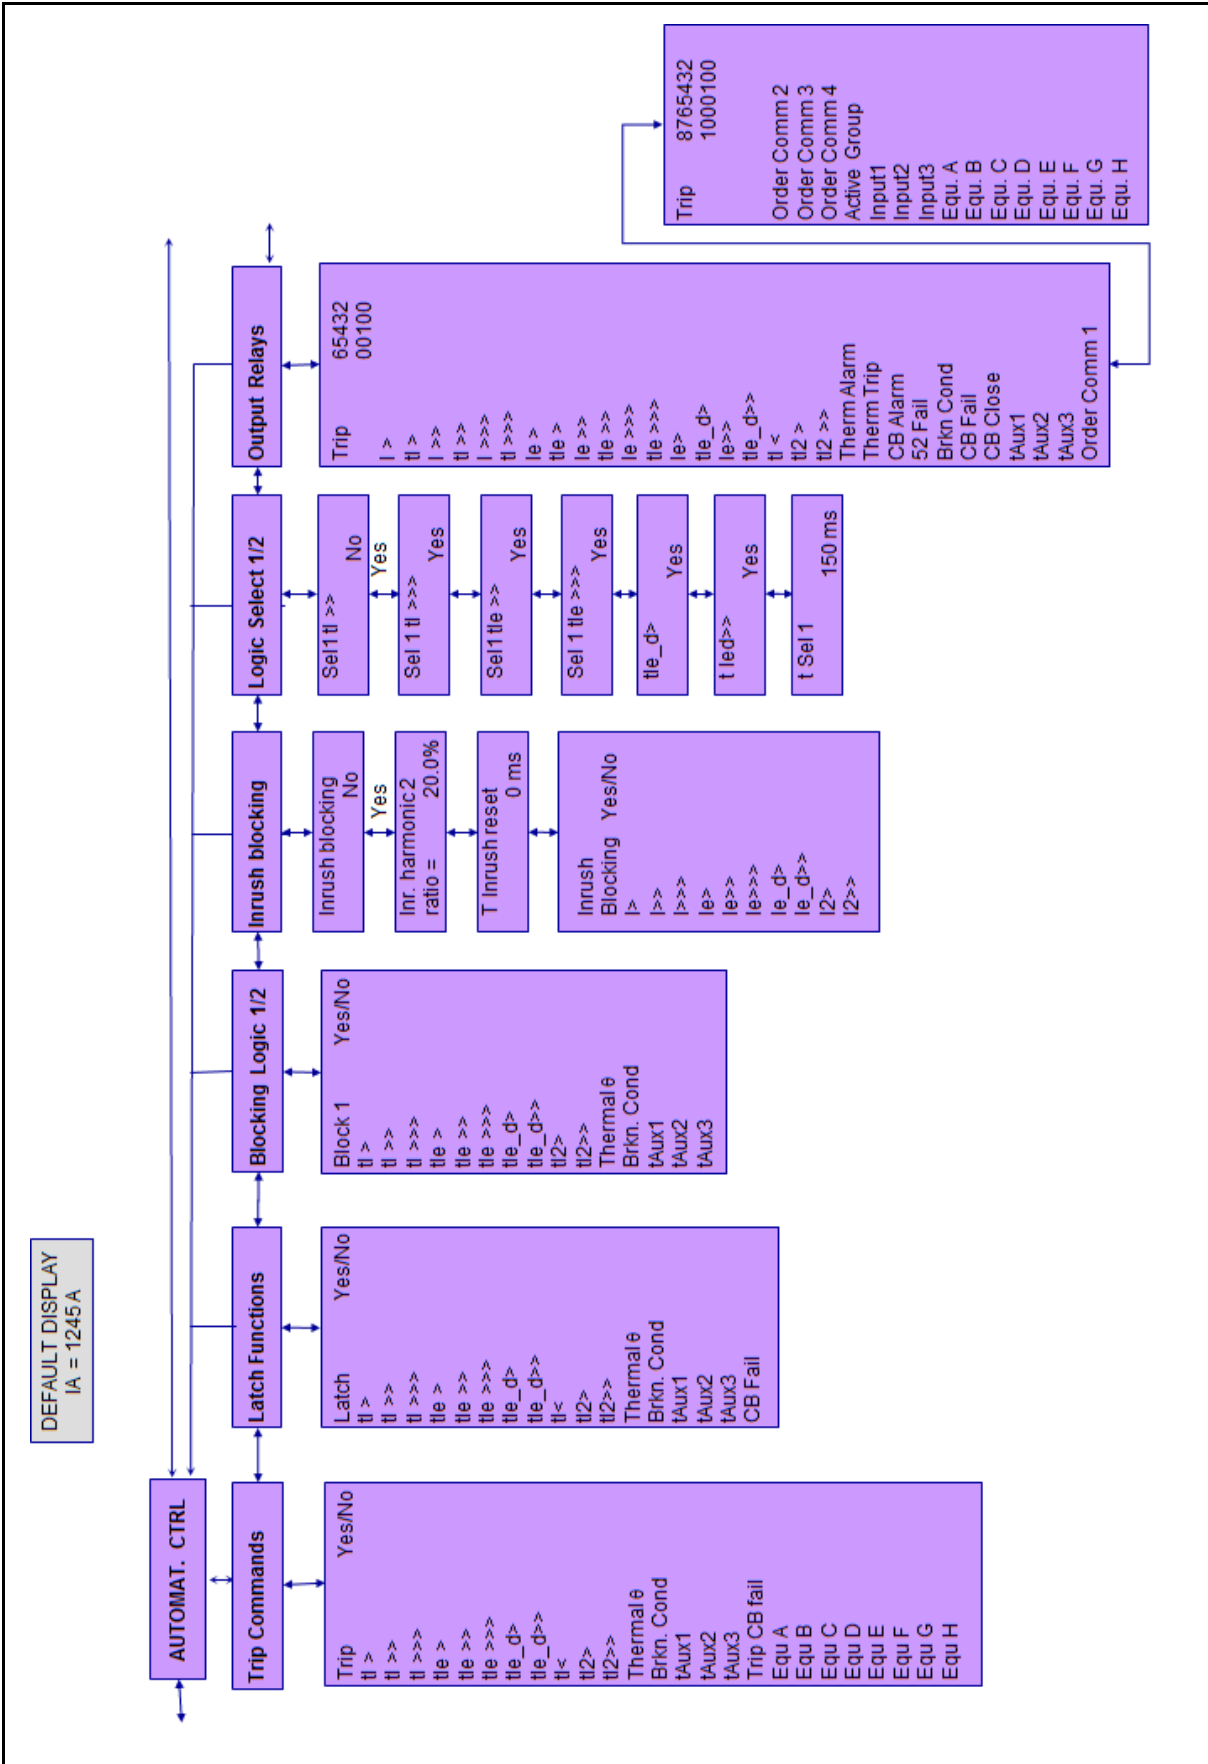 DEFAULT DISPLAY
IA = 1245 A
AUTOMAT. CTRL
Trip Commands
Trip Yes/No
tI >
tI >>
tI >>>
tIe >
tIe >>
tIe >>>
tIe_d>
tIe_d>>
tI<
tI2>
tI2>>
Thermal θ
Brkn. Cond
tAux1
tAux2
tAux3
Trip CB fail
Equ A
Equ B
Equ C
Equ D
Equ E
Equ F
Equ G
Equ H
Latch Functions
Latch Yes/No
tI >
tI >>
tI >>>
tIe >
tIe >>
tIe >>>
tIe_d>
tIe_d>>
tI<
tI2>
tI2>>
Thermal θ
Brkn. Cond
tAux1
tAux2
tAux3
CB Fail
Blocking Logic 1/2
Block 1 Yes/No
tI >
tI >>
tI >>>
tIe >
tIe >>
tIe >>>
tIe_d>
tIe_d>>
tI2>
tI2>>
Thermal θ
Brkn. Cond
tAux1
tAux2
tAux3
Inrush blocking
Inrush blocking
No
Yes
Inr. harmonic 2
ratio = 20.0%
T Inrush reset
0 ms
Inrush
Blocking Yes/No
I>
I>>
I>>>
Ie>
Ie>>
Ie>>>
Ie_d>
Ie_d>>
I2>
I2>>
Logic Select 1/2
Sel1 tI >>
No
Yes
Sel 1 tI >>>
Yes
Sel1 tIe >>
Yes
Sel 1 tIe >>>
Yes
tIe_d>
Yes
t Ied>>
Yes
t Sel 1
150 ms
Output Relays
Trip 65432
00100
I >
tI >
I >>
tI >>
I >>>
tI >>>
Ie >
tIe >
Ie >>
tIe >>
Ie >>>
tIe >>>
Ie>
tIe_d>
Ie>>
tIe_d>>
tI <
tI2 >
tI2 >>
Therm Alarm
Therm Trip
CB Alarm
52 Fail
Brkn Cond
CB Fail
CB Close
tAux1
tAux2
tAux3
Order Comm 1
Trip 8765432
1000100
Order Comm 2
Order Comm 3
Order Comm 4
Active Group
Input1
Input2
Input3
Equ. A
Equ. B
Equ. C
Equ. D
Equ. E
Equ. F
Equ. G
Equ. H